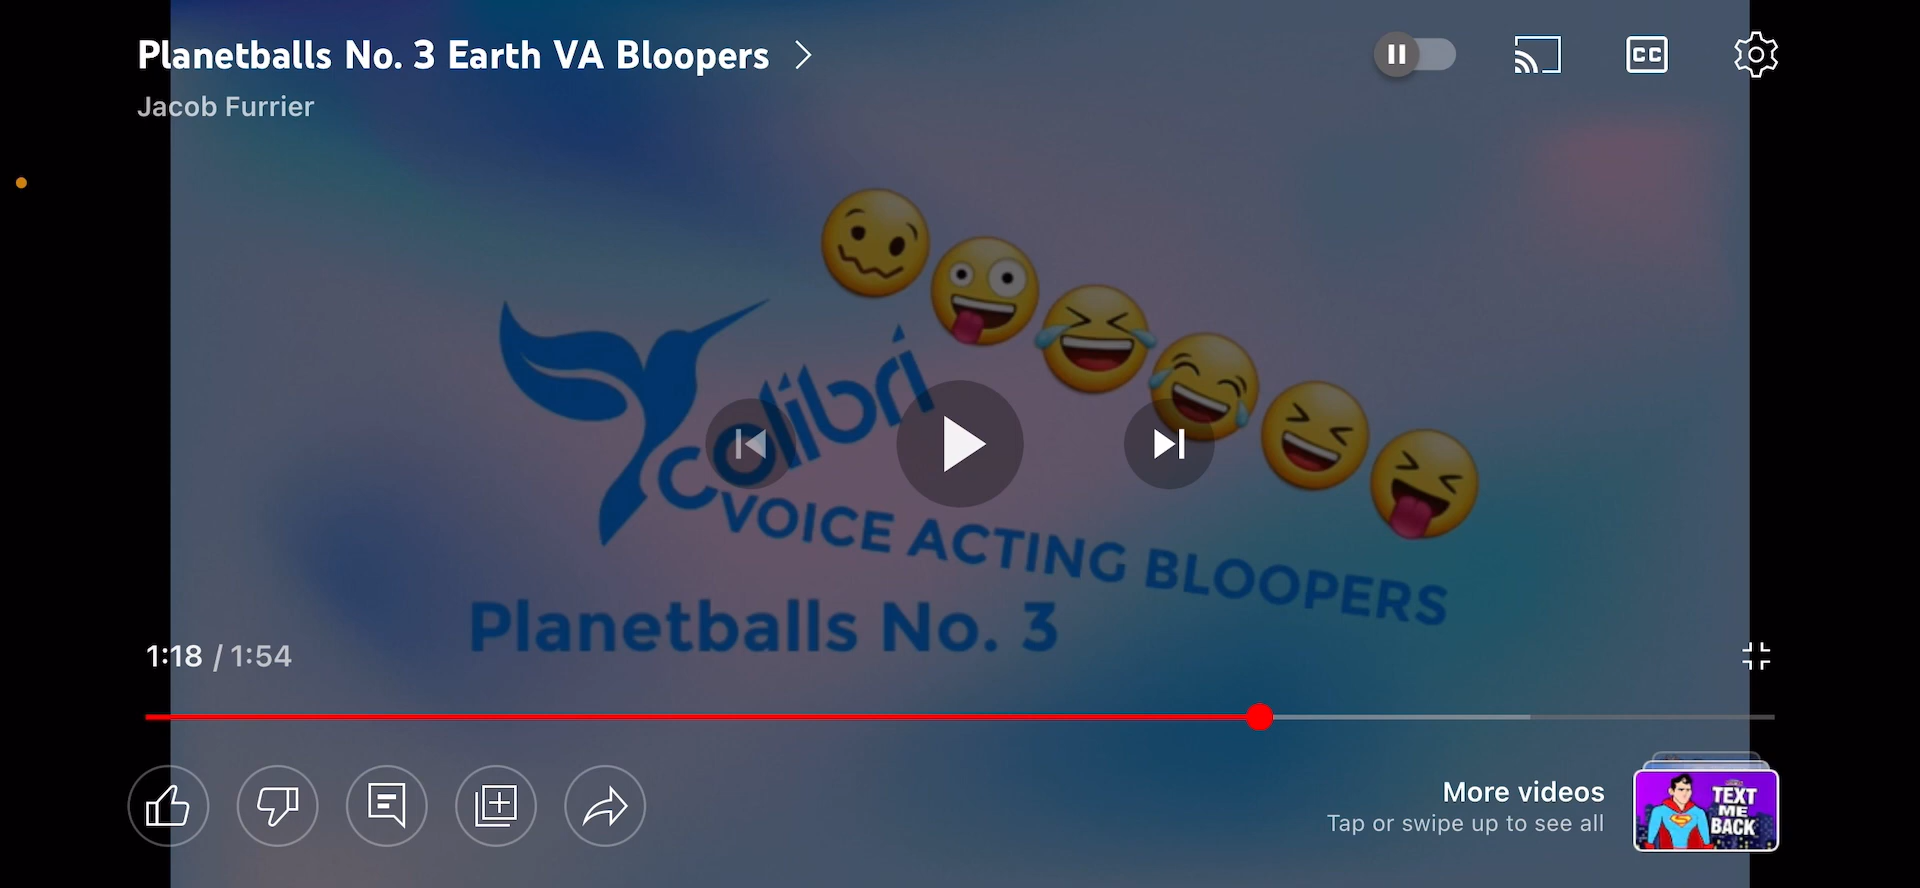 Planetballs No. 3 Earth VA Bloopers
Jacob Furrier
CC
colibri
VOICE ACTING BLOOPERS
Planetballs No. 3
1:18 / 1:54
More videos
Tap or swipe up to see all
TEXT
ME
BACK